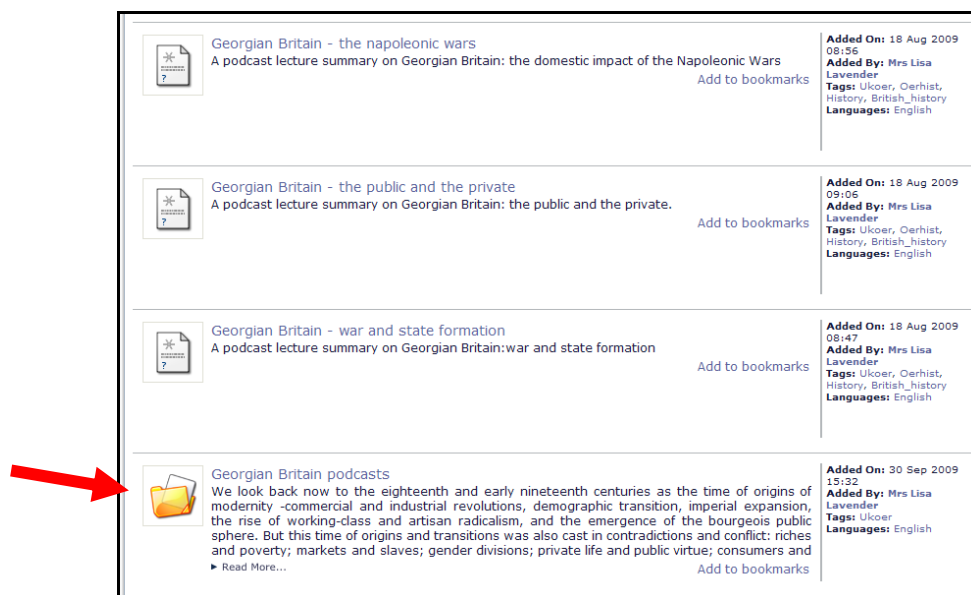 Georgian Britain - the napoleonic wars
A podcast lecture summary on Georgian Britain: the domestic impact of the Napoleonic Wars
Add to bookmarks
Added On: 18 Aug 2009
08:56
Added By: Mrs Lisa
Lavender
Tags: Ukoer, Oerhist,
History, British_history
Languages: English
?
Georgian Britain - the public and the private
A podcast lecture summary on Georgian Britain: the public and the private.
Add to bookmarks
Added On: 18 Aug 2009
09:06
Added By: Mrs Lisa
Lavender
Tags: Ukoer, Oerhist,
History, British_history
Languages: English
?
Georgian Britain - war and state formation
A podcast lecture summary on Georgian Britain:war and state formation
Add to bookmarks
Added On: 18 Aug 2009
08:47
Added By: Mrs Lisa
Lavender
Tags: Ukoer, Oerhist,
History, British_history
Languages: English
?
Georgian Britain podcasts
We look back now to the eighteenth and early nineteenth centuries as the time of origins of
modernity -commercial and industrial revolutions, demographic transition, imperial expansion,
the rise of working-class and artisan radicalism, and the emergence of the bourgeois public
sphere. But this time of origins and transitions was also cast in contradictions and conflict: riches
and poverty; markets and slaves; gender divisions; private life and public virtue; consumers and
Read More...
Add to bookmarks
Added On: 30 Sep 2009
15:32
Added By: Mrs Lisa
Lavender
Tags: Ukoer
Languages: English